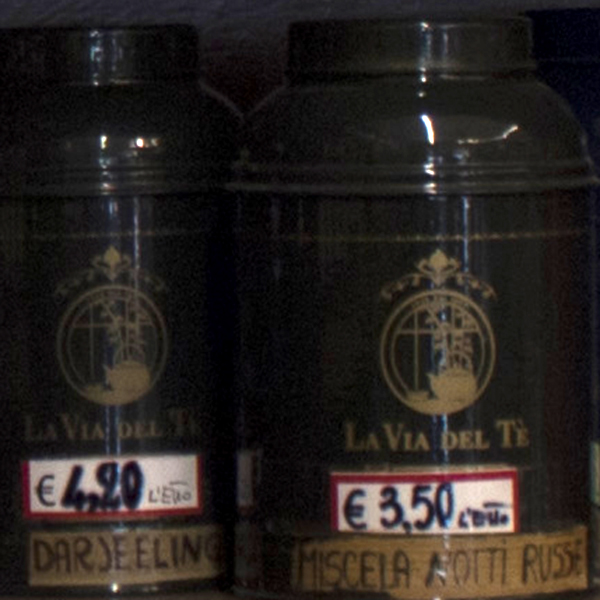 LA VIA DEL TÈ
€ 4,20 L'ETTO
DARJEELING
LA VIA DEL TÈ
€ 3,50 L'ETTO
MISCELA NOTTI RUSSE